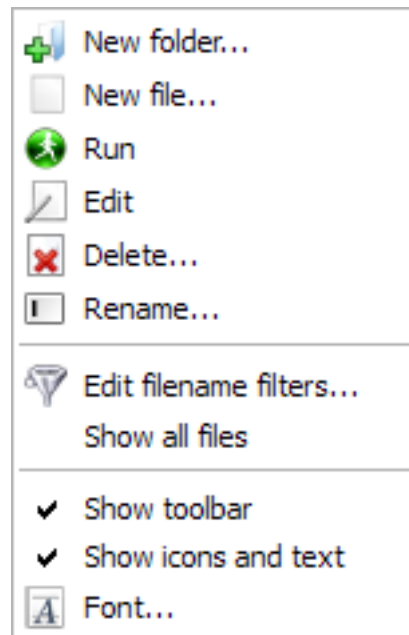 New folder...
New file...
Run
Edit
Delete...
Rename...
Edit filename filters...
Show all files
Show toolbar
Show icons and text
Font...